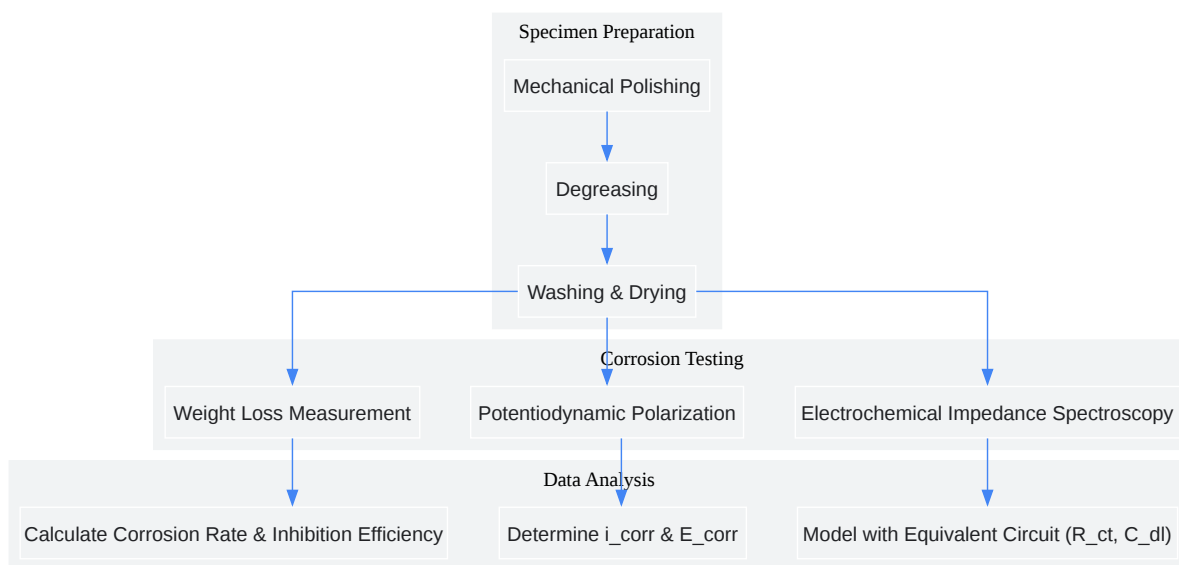 Specimen Preparation
Mechanical Polishing
Degreasing
Washing & Drying
Corrosion Testing
Weight Loss Measurement
Potentiodynamic Polarization
Electrochemical Impedance Spectroscopy
Data Analysis
Calculate Corrosion Rate & Inhibition Efficiency
Determine i_corr & E_corr
Model with Equivalent Circuit (R_ct, C_dl)